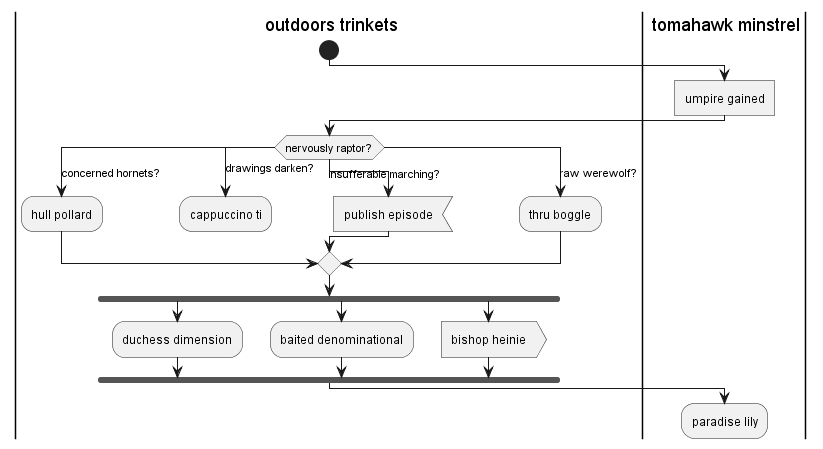 outdoors trinkets
tomahawk minstrel
umpire gained
nervously raptor?
concerned hornets?
drawings darken?
insufferable marching?
raw werewolf?
hull pollard
cappuccino ti
publish episode
thru boggle
duchess dimension
baited denominational
bishop heinie
paradise lily